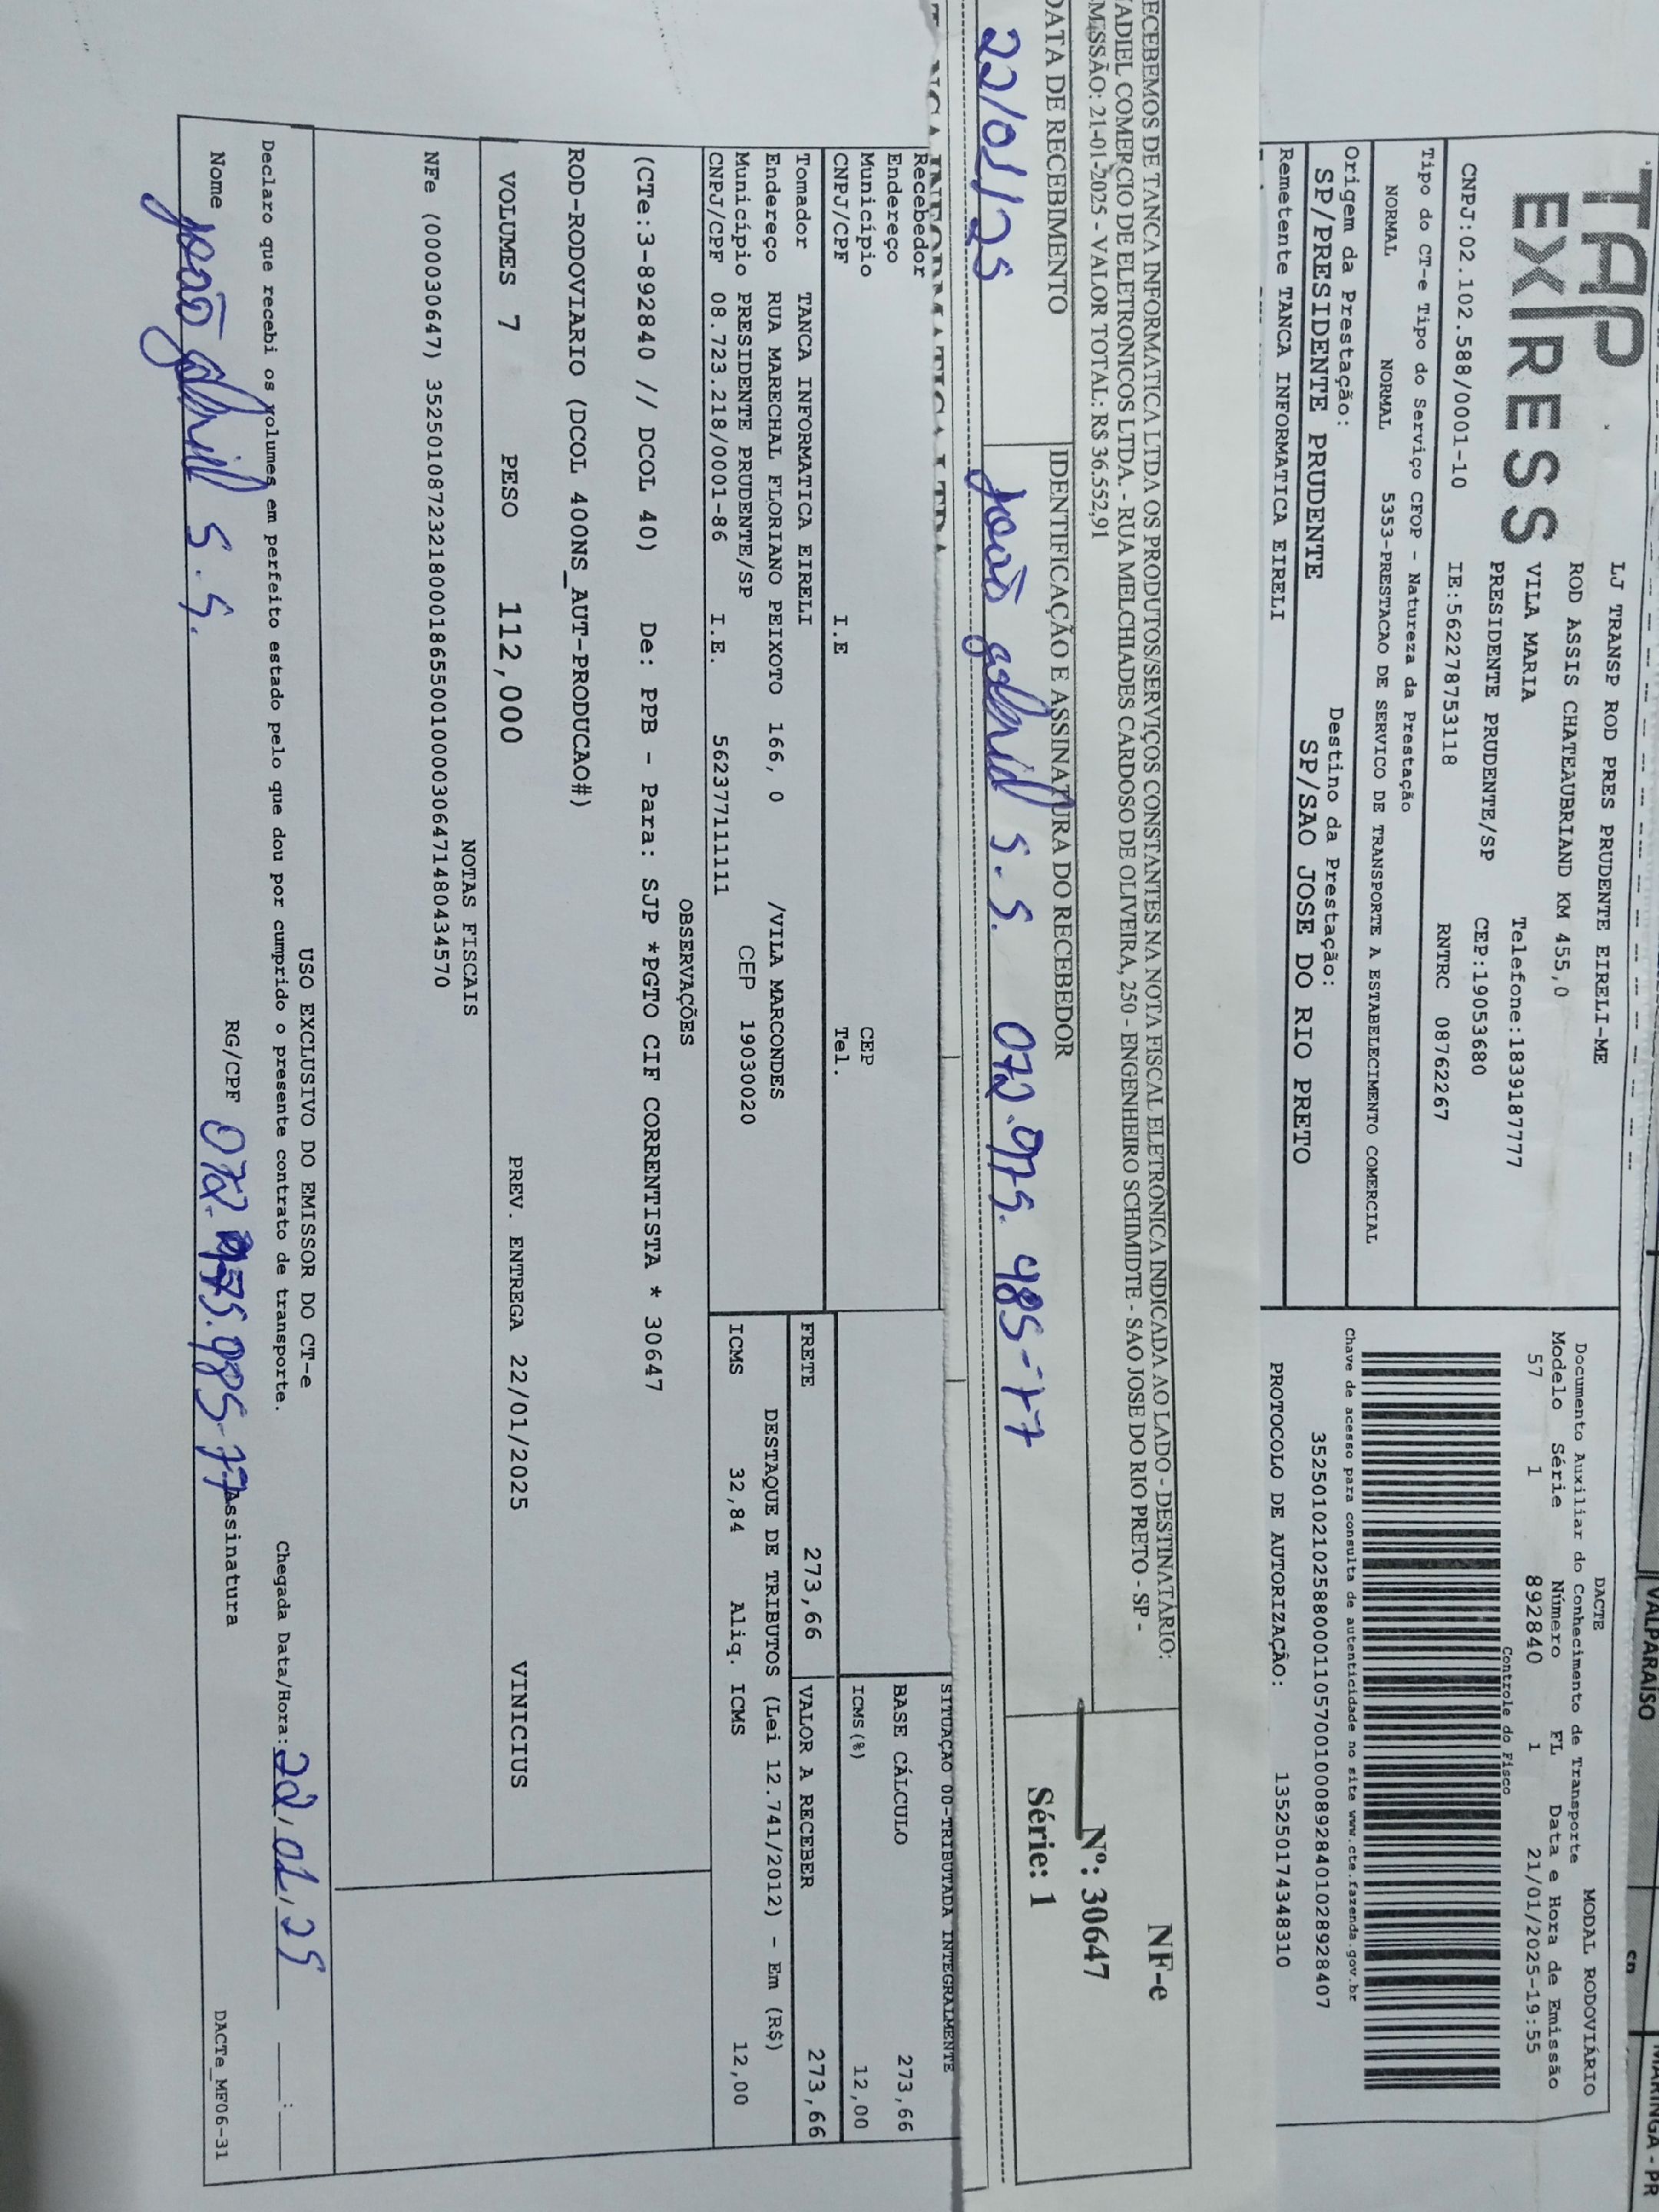 VALPARAÍSO
MARINGA - PR
TAP
EXPRESS
LJ TRANSP ROD PRES PRUDENTE EIRELI-ME
ROD ASSIS CHATEAUBRIAND KM 455,0
VILA MARIA Telefone:1839187777
PRESIDENTE PRUDENTE/SP CEP:19053680
CNPJ:02.102.588/0001-10 IE:562278753118 RNTRC 08762267
Tipo do CT-e Tipo do Serviço CFOP - Natureza da Prestação
NORMAL NORMAL 5353-PRESTACAO DE SERVICO DE TRANSPORTE A ESTABELECIMENTO COMERCIAL
Origem da Prestação: Destino da Prestação:
SP/PRESIDENTE PRUDENTE SP/SAO JOSE DO RIO PRETO
Remetente TANCA INFORMATICA EIRELI
DACTE MODAL RODOVIÁRIO
Documento Auxiliar do Conhecimento de Transporte
Modelo Série Número FL Data e Hora de Emissão
57 1 892840 1 21/01/2025-19:55
Controle do Fisco
Chave de acesso para consulta de autenticidade no site www.cte.fazenda.gov.br
35250102102588000110570010008928401028928407
PROTOCOLO DE AUTORIZAÇÃO: 135250174348310
ECEBEMOS DE TANCA INFORMATICA LTDA OS PRODUTOS/SERVIÇOS CONSTANTES NA NOTA FISCAL ELETRÔNICA INDICADA AO LADO - DESTINATÁRIO:
JADIEL COMERCIO DE ELETRONICOS LTDA. - RUA MELCHIADES CARDOSO DE OLIVEIRA, 250 - ENGENHEIRO SCHIMIDTE - SAO JOSE DO RIO PRETO - SP -
MISSÃO: 21-01-2025 - VALOR TOTAL: R$ 36.552,91
DATA DE RECEBIMENTO IDENTIFICAÇÃO E ASSINATURA DO RECEBEDOR
22/01/25 João gabriel S. S. 072.975.985-77
NF-e
Nº: 30647
Série: 1
Recebedor
Endereço
Município CEP
CNPJ/CPF I.E Tel.
Tomador TANCA INFORMATICA EIRELI
Endereço RUA MARECHAL FLORIANO PEIXOTO 166, 0 /VILA MARCONDES
Município PRESIDENTE PRUDENTE/SP CEP 19030020
CNPJ/CPF 08.723.218/0001-86 I.E. 562377111111
SITUAÇAO 00-TRIBUTADA INTEGRALMENTE
BASE CÁLCULO 273,66
ICMS(%) 12,00
FRETE 273,66 VALOR A RECEBER 273,66
DESTAQUE DE TRIBUTOS (Lei 12.741/2012) - Em (R$)
ICMS 32,84 Aliq. ICMS 12,00
OBSERVAÇÕES
(CTe:3-892840 // DCOL 40) De: PPB - Para: SJP *PGTO CIF CORRENTISTA * 30647
ROD-RODOVIARIO (DCOL 400NS_AUT-PRODUCAO#)
VOLUMES 7 PESO 112,000 PREV. ENTREGA 22/01/2025 VINICIUS
NOTAS FISCAIS
NFe (000030647) 35250108723218000186550010000306471480434570
USO EXCLUSIVO DO EMISSOR DO CT-e
Declaro que recebi os volumes em perfeito estado pelo que dou por cumprido o presente contrato de transporte. Chegada Data/Hora: 22,01,25 __:__
Nome João gabriel S. S. RG/CPF 072.975.985-77 Assinatura
DACTe_MF06-31